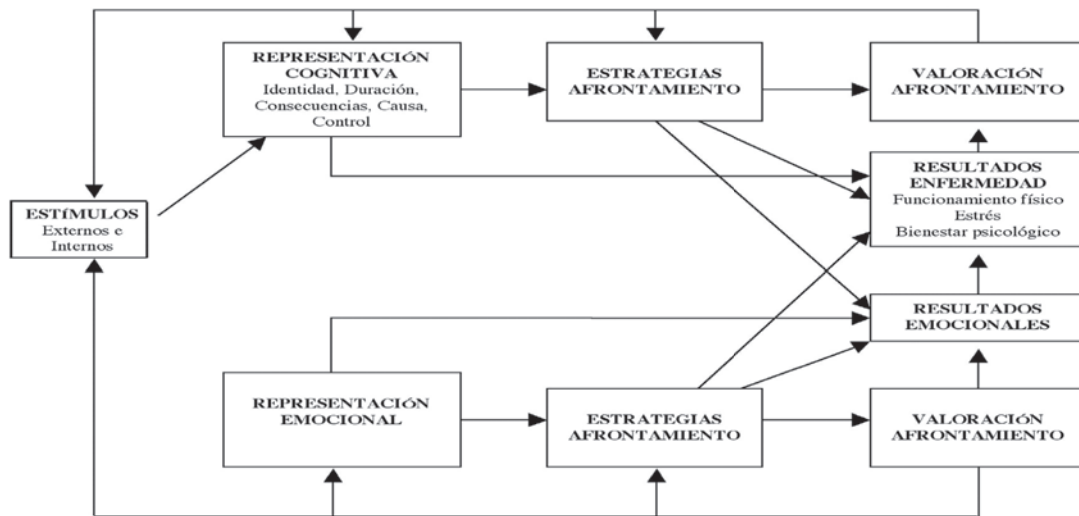 REPRESENTACIÓN
COGNITIVA
Identidad, Duración,
Consecuencias, Causa,
Control
ESTRATEGIAS
AFRONTAMIENTO
VALORACIÓN
AFRONTAMIENTO
RESULTADOS
ENFERMEDAD
Funcionamiento físico
Estrés
Bienestar psicológico
ESTÍMULOS
Externos e
Internos
RESULTADOS
EMOCIONALES
REPRESENTACIÓN
EMOCIONAL
ESTRATEGIAS
AFRONTAMIENTO
VALORACIÓN
AFRONTAMIENTO